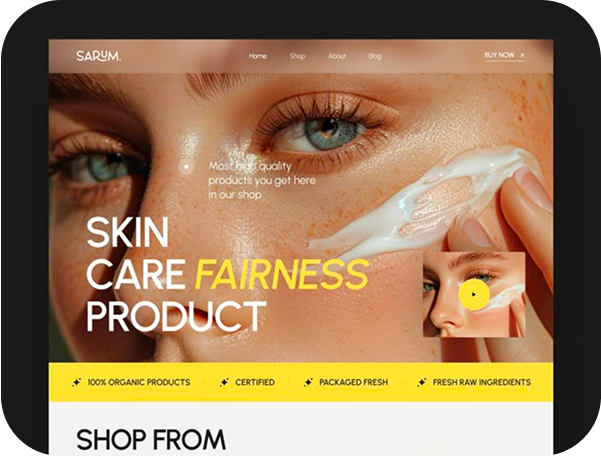 SARUM.
Home Shop About Blog
BUY NOW
Most high quality
products you get here
in our shop
SKIN
CARE FAIRNESS
PRODUCT
100% ORGANIC PRODUCTS CERTIFIED PACKAGED FRESH FRESH RAW INGREDIENTS
SHOP FROM